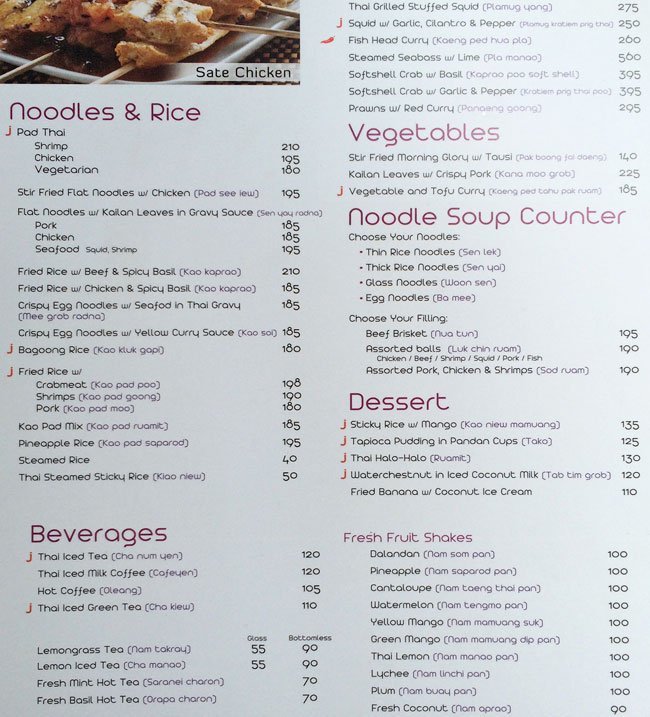 Sate Chicken
Noodles & Rice
j Pad Thai
Shrimp 210
Chicken 195
Vegetarian 180
Stir Fried Flat Noodles w/ Chicken (Pad see iew) 195
Flat Noodles w/ Kailan Leaves in Gravy Sauce (Sen yay radna)
Pork 185
Chicken 185
Seafood Squid, Shrimp 195
Fried Rice w/ Beef & Spicy Basil (Kao kaprao) 210
Fried Rice w/ Chicken & Spicy Basil (Kao kaprao) 185
Crispy Egg Noodles w/ Seafood in Thai Gravy 185
(Mee grob radna)
Crispy Egg Noodles w/ Yellow Curry Sauce (Kao soi) 185
j Bagoong Rice (Kao kluk gapi) 180
j Fried Rice w/
Crabmeat (Kao pad poo) 198
Shrimps (Kao pad goong) 190
Pork (Kao pad moo) 180
Kao Pad Mix (Kao pad ruamit) 185
Pineapple Rice (Kao pad saparod) 195
Steamed Rice 40
Thai Steamed Sticky Rice (Kiao niew) 50
Beverages
j Thai Iced Tea (Cha num yen) 120
Thai Iced Milk Coffee (Cafeyen) 120
Hot Coffee (Oleang) 105
j Thai Iced Green Tea (Cha kiew) 110
Glass Bottomless
Lemongrass Tea (Nam takray) 55 90
Lemon Iced Tea (Cha manao) 55 90
Fresh Mint Hot Tea (Saranei charon) 70
Fresh Basil Hot Tea (Orapa charon) 70
Thai Grilled Stuffed Squid (Plamug yang) 275
j Squid w/ Garlic, Cilantro & Pepper (Plamug kratiem prig thai) 250
Fish Head Curry (Kaeng ped hua pla) 260
Steamed Seabass w/ Lime (Pla manao) 560
Softshell Crab w/ Basil (Kaprao poo soft shell) 395
Softshell Crab w/ Garlic & Pepper (Kratiem prig thai poo) 395
Prawns w/ Red Curry (Panaeng goong) 295
Vegetables
Stir Fried Morning Glory w/ Tausi (Pak boong fai daeng) 140
Kailan Leaves w/ Crispy Pork (Kana moo grob) 225
j Vegetable and Tofu Curry (Kaeng ped tahu pak ruam) 185
Noodle Soup Counter
Choose Your Noodles:
• Thin Rice Noodles (Sen lek)
• Thick Rice Noodles (Sen yai)
• Glass Noodles (Woon sen)
• Egg Noodles (Ba mee)
Choose Your Filling:
Beef Brisket (Nua tun) 195
Assorted balls (Luk chin ruam) 190
Chicken / Beef / Shrimp / Squid / Pork / Fish
Assorted Pork, Chicken & Shrimps (Sod ruam) 190
Dessert
j Sticky Rice w/ Mango (Kao niew mamuang) 135
j Tapioca Pudding in Pandan Cups (Tako) 125
j Thai Halo-Halo (Ruamit) 130
j Waterchestnut in Iced Coconut Milk (Tab tim grob) 120
Fried Banana w/ Coconut Ice Cream 110
Fresh Fruit Shakes
Dalandan (Nam som pan) 100
Pineapple (Nam saparod pan) 100
Cantaloupe (Nam taeng thai pan) 100
Watermelon (Nam tengmo pan) 100
Yellow Mango (Nam mamuang suk) 100
Green Mango (Nam mamuang dip pan) 100
Thai Lemon (Nam manao pan) 100
Lychee (Nam linchi pan) 100
Plum (Nam buay pan) 100
Fresh Coconut (Nam aprao) 90